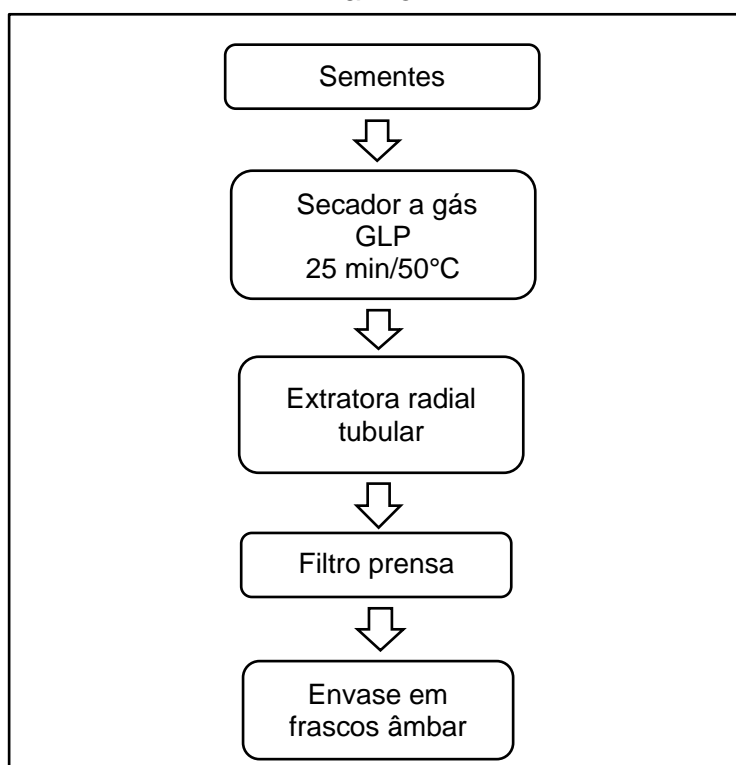 Sementes
Secador a gás
GLP
25 min/50°C
Extratora radial
tubular
Filtro prensa
Envase em
frascos âmbar